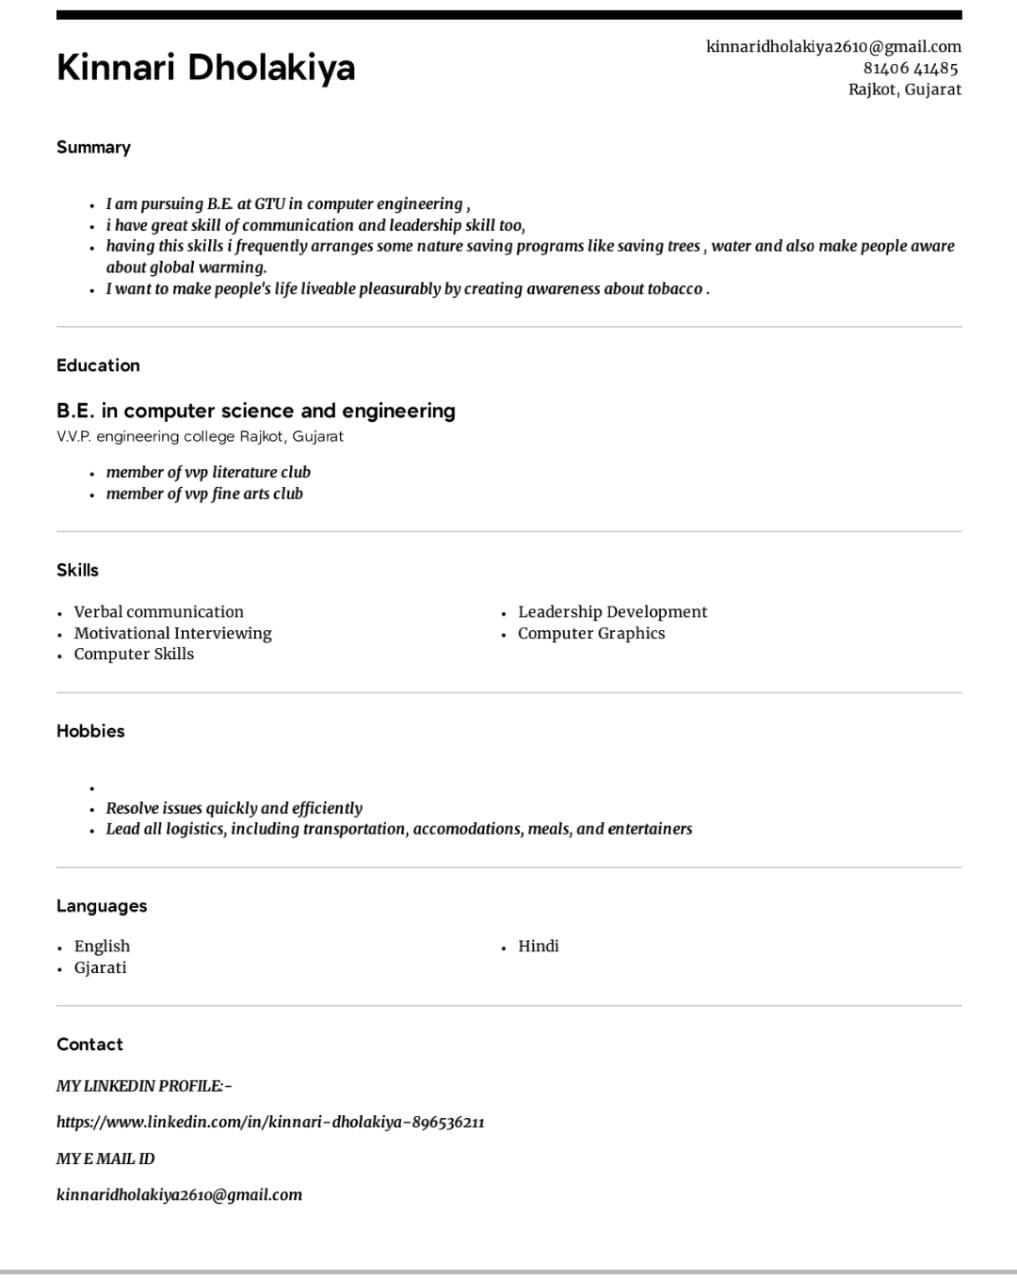 Kinnari Dholakiya
kinnaridholakiya2610@gmail.com
81406 41485
Rajkot, Gujarat
Summary
• I am pursuing B.E. at GTU in computer engineering ,
• i have great skill of communication and leadership skill too,
• having this skills i frequently arranges some nature saving programs like saving trees , water and also make people aware
about global warming.
• I want to make people's life liveable pleasurably by creating awareness about tobacco .
Education
B.E. in computer science and engineering
V.V.P. engineering college Rajkot, Gujarat
• member of vvp literature club
• member of vvp fine arts club
Skills
• Verbal communication
• Motivational Interviewing
• Computer Skills
• Leadership Development
• Computer Graphics
Hobbies
•
• Resolve issues quickly and efficiently
• Lead all logistics, including transportation, accomodations, meals, and entertainers
Languages
• English
• Gjarati
• Hindi
Contact
MY LINKEDIN PROFILE:-
https://www.linkedin.com/in/kinnari-dholakiya-896536211
MY E MAIL ID
kinnaridholakiya2610@gmail.com